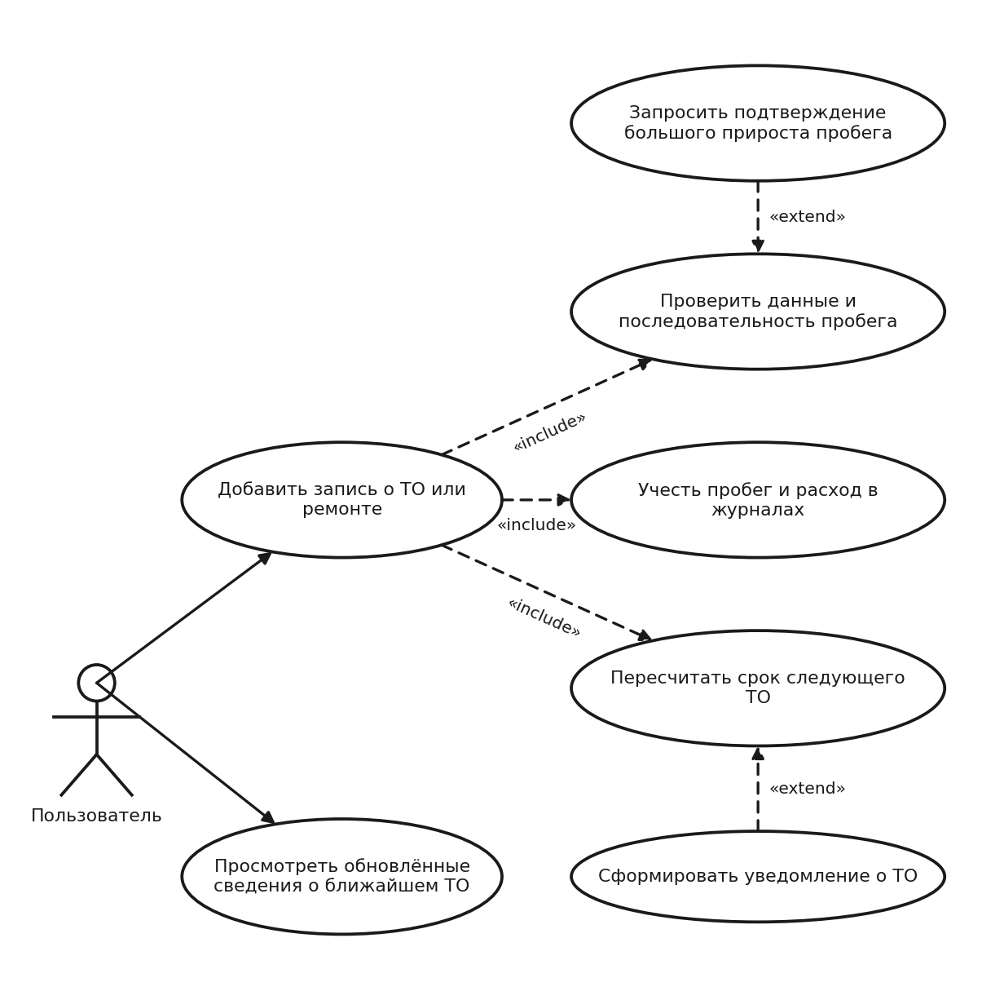 Запросить подтверждение
большого прироста пробега
«extend»
Проверить данные и
последовательность пробега
«include»
Добавить запись о ТО или
ремонте
«include»
Учесть пробег и расход в
журналах
«include»
Пересчитать срок следующего
ТО
«extend»
Пользователь
Просмотреть обновлённые
сведения о ближайшем ТО
Сформировать уведомление о ТО